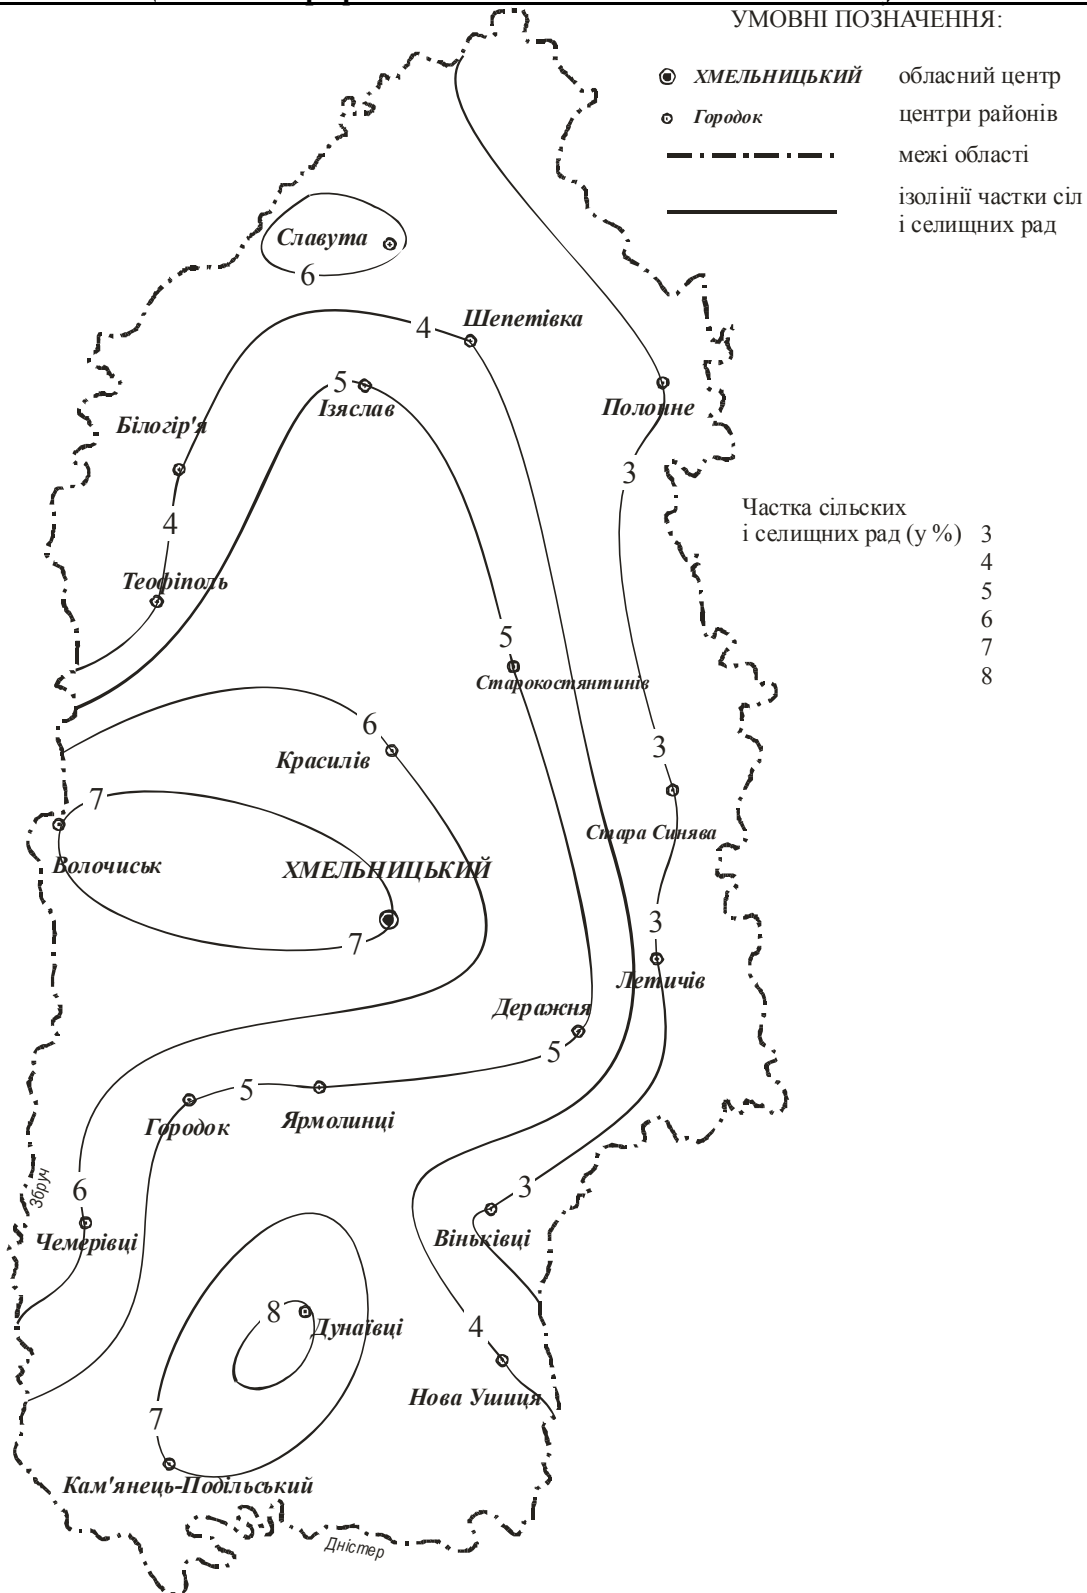 УМОВНІ ПОЗНАЧЕННЯ:
ХМЕЛЬНИЦЬКИЙ обласний центр
Городок центри районів
межі області
ізолінії частки сіл
і селищних рад
Славута
6
4
Шепетівка
5
Ізяслав
Полонне
Білогір'я
3
4
Частка сільских
і селищних рад (у %) 3
4
5
6
7
8
Теофіполь
5
Старокостянтинів
6
3
Красилів
7
Стара Синява
Волочиськ
ХМЕЛЬНИЦЬКИЙ
3
7
Летичів
Деражня
5
5
Городок
Ярмолинці
Збруч
6
3
Чемерівці
Віньківці
8
Дунаївці
4
Нова Ушиця
7
Кам'янець-Подільський
Дністер